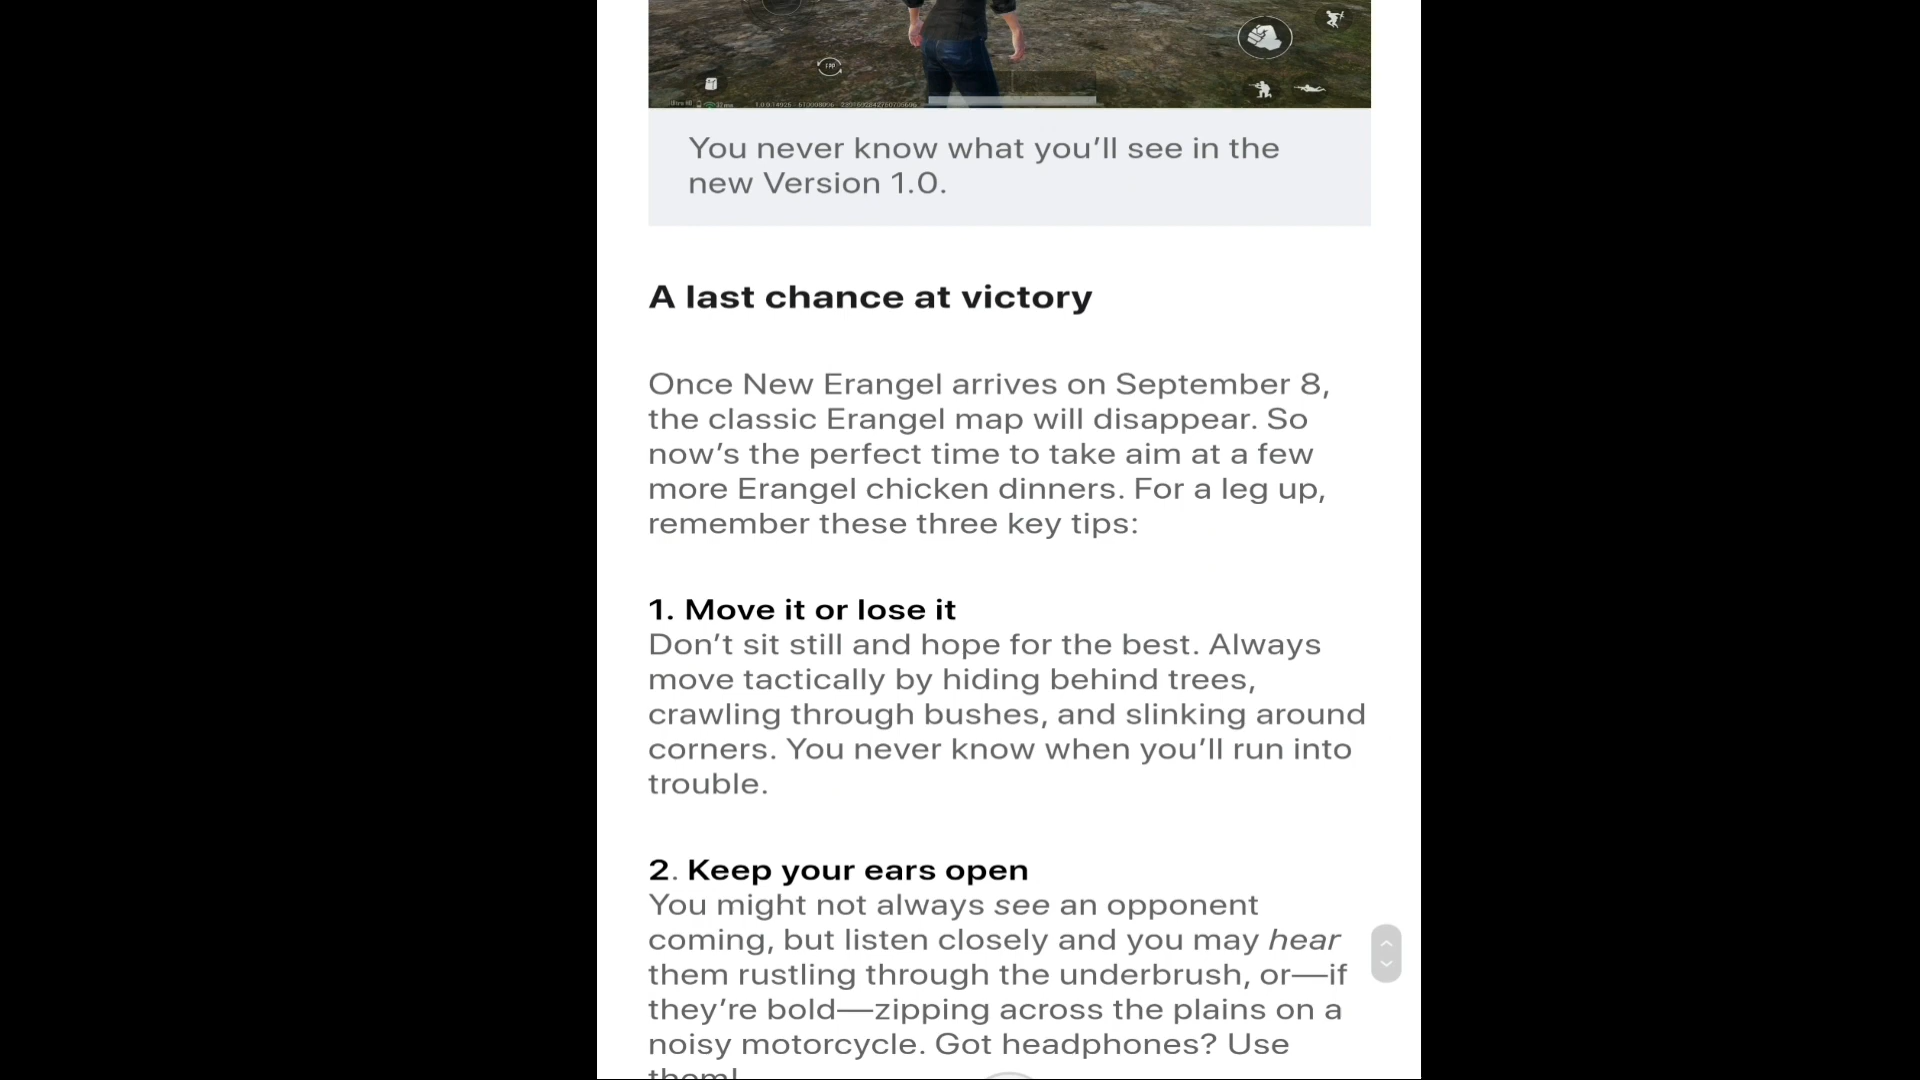 You never know what you’ll see in the
new Version 1.0.
A last chance at victory
Once New Erangel arrives on September 8,
the classic Erangel map will disappear. So
now’s the perfect time to take aim at a few
more Erangel chicken dinners. For a leg up,
remember these three key tips:
1. Move it or lose it
Don’t sit still and hope for the best. Always
move tactically by hiding behind trees,
crawling through bushes, and slinking around
corners. You never know when you’ll run into
trouble.
2. Keep your ears open
You might not always see an opponent
coming, but listen closely and you may hear
them rustling through the underbrush, or—if
they’re bold—zipping across the plains on a
noisy motorcycle. Got headphones? Use
them!